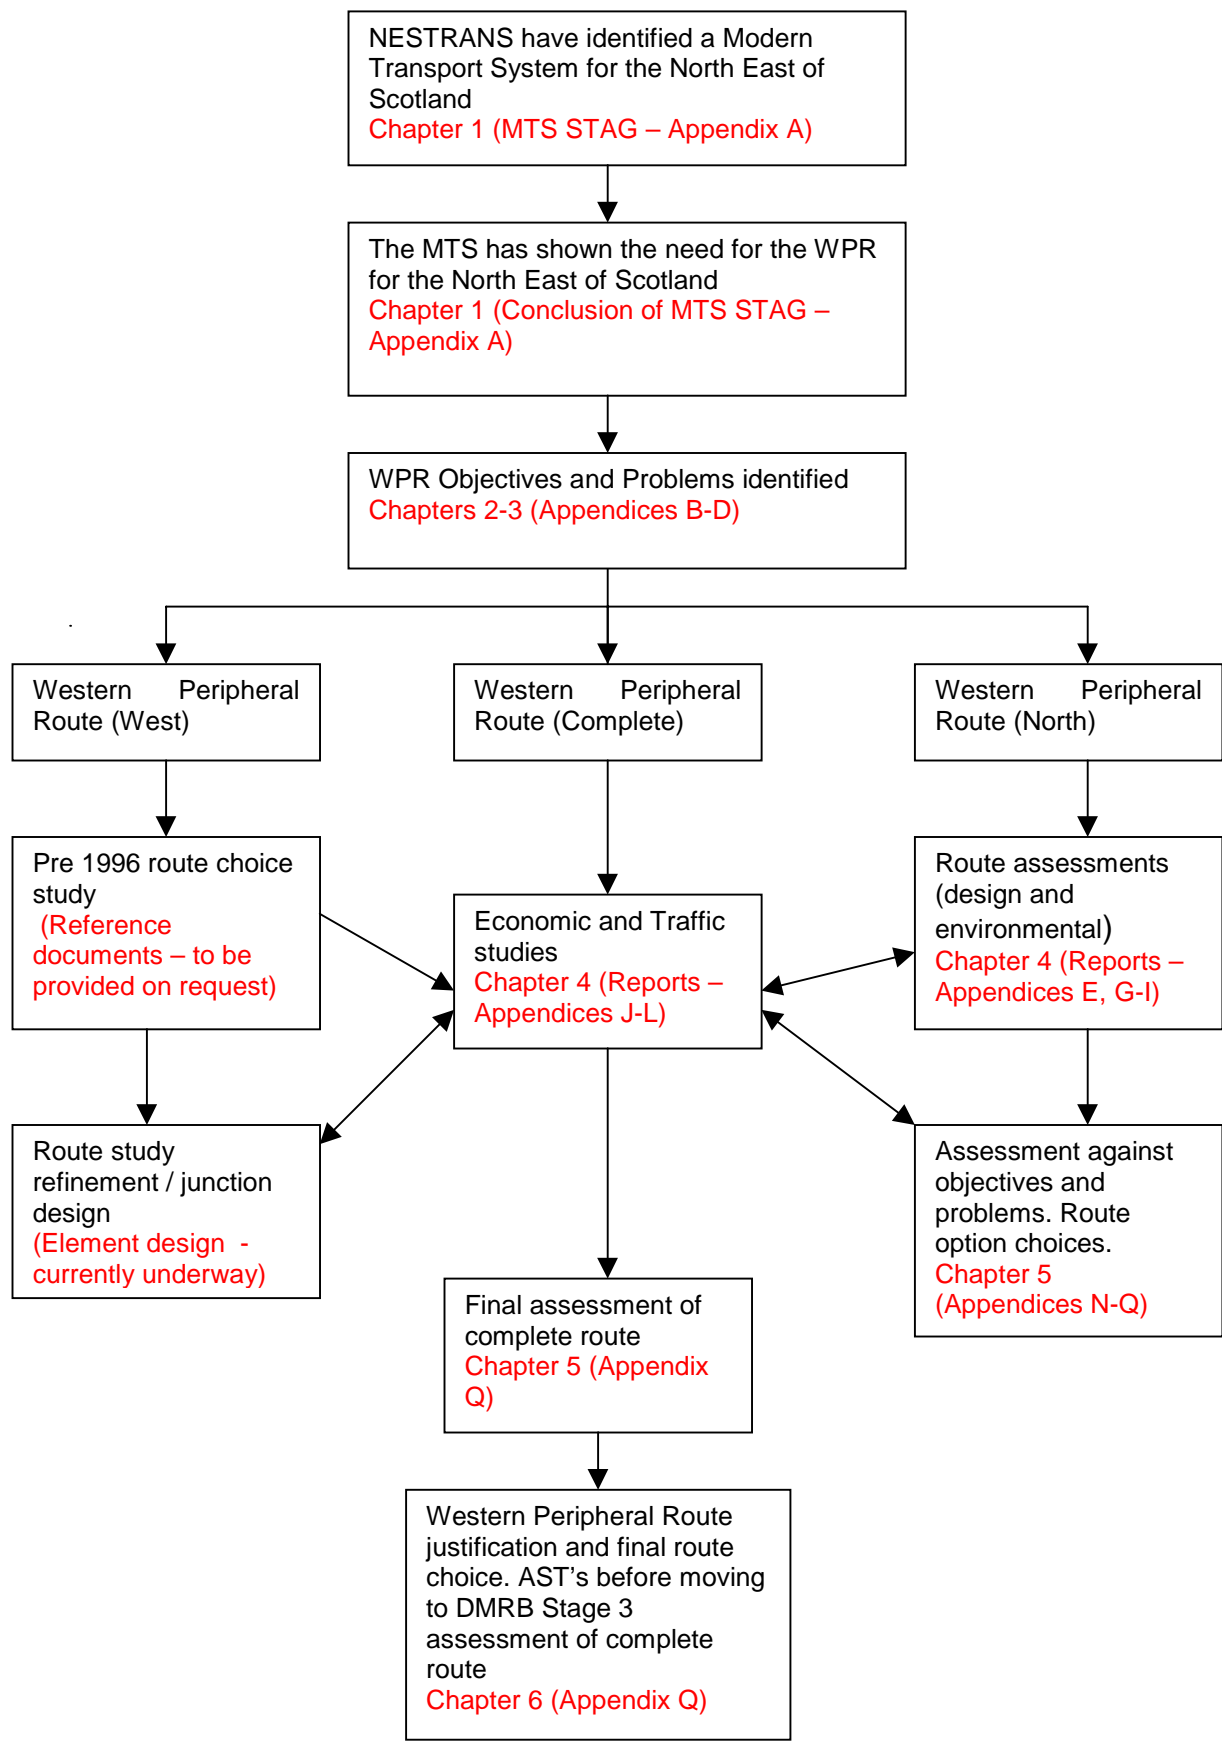 NESTRANS have identified a Modern
Transport System for the North East of
Scotland
Chapter 1 (MTS STAG – Appendix A)
The MTS has shown the need for the WPR
for the North East of Scotland
Chapter 1 (Conclusion of MTS STAG –
Appendix A)
WPR Objectives and Problems identified
Chapters 2-3 (Appendices B-D)
Western Peripheral
Route (West)
Western Peripheral
Route (Complete)
Western Peripheral
Route (North)
Pre 1996 route choice
study
(Reference
documents – to be
provided on request)
Economic and Traffic
studies
Chapter 4 (Reports –
Appendices J-L)
Route assessments
(design and
environmental)
Chapter 4 (Reports –
Appendices E, G-I)
Route study
refinement / junction
design
(Element design -
currently underway)
Assessment against
objectives and
problems. Route
option choices.
Chapter 5
(Appendices N-Q)
Final assessment of
complete route
Chapter 5 (Appendix
Q)
Western Peripheral Route
justification and final route
choice. AST's before moving
to DMRB Stage 3
assessment of complete
route
Chapter 6 (Appendix Q)